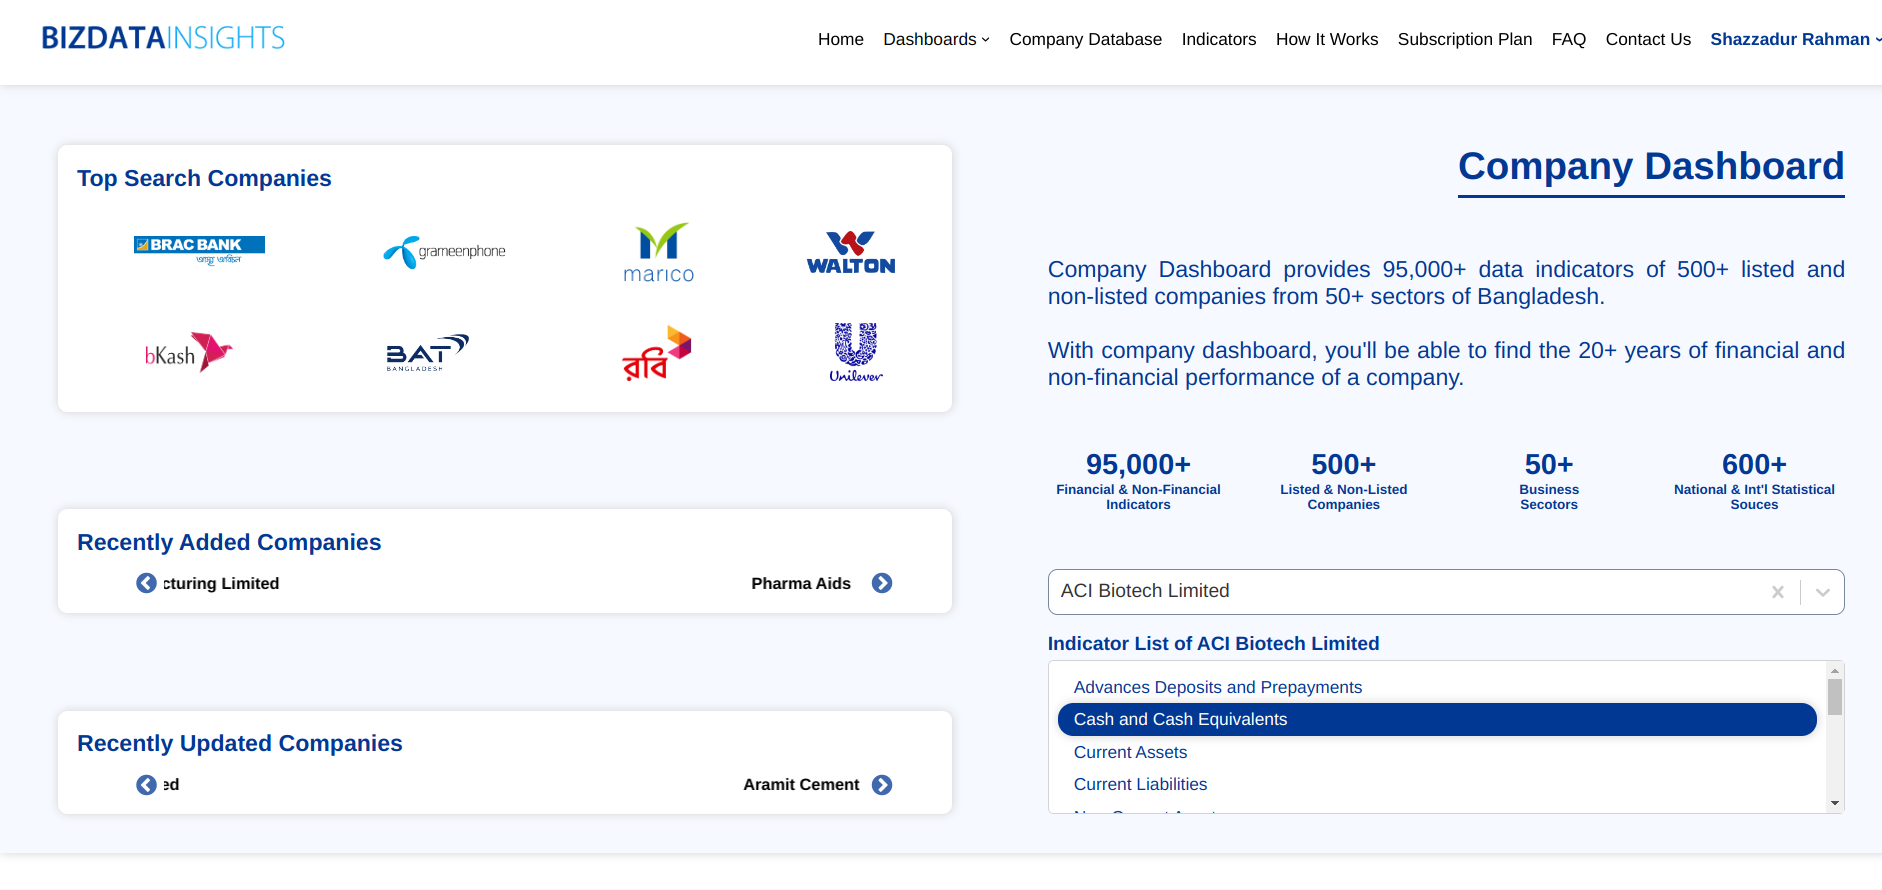 BIZDATAINSIGHTS
Home Dashboards Company Database Indicators How It Works Subscription Plan FAQ Contact Us Shazzadur Rahman
Top Search Companies
BRAC BANK
grameenphone
marico
WALTON
bKash
BAT
BANGLADESH
রবি
Unilever
Recently Added Companies
cturing Limited Pharma Aids
Recently Updated Companies
ed Aramit Cement
Company Dashboard
Company Dashboard provides 95,000+ data indicators of 500+ listed and
non-listed companies from 50+ sectors of Bangladesh.
With company dashboard, you'll be able to find the 20+ years of financial and
non-financial performance of a company.
95,000+ 500+ 50+ 600+
Financial & Non-Financial Listed & Non-Listed Business National & Int'l Statistical
Indicators Companies Secotors Souces
ACI Biotech Limited
Indicator List of ACI Biotech Limited
Advances Deposits and Prepayments
Cash and Cash Equivalents
Current Assets
Current Liabilities